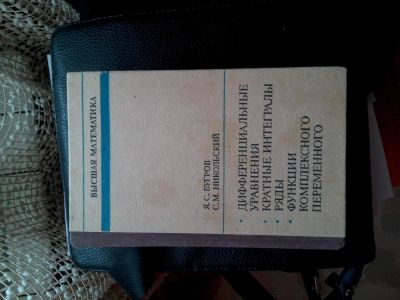 ВЫСШАЯ МАТЕМАТИКА
Я.С. БУГРОВ
С.М. НИКОЛЬСКИЙ
• ДИФФЕРЕНЦИАЛЬНЫЕ
УРАВНЕНИЯ
• КРАТНЫЕ ИНТЕГРАЛЫ
• РЯДЫ
• ФУНКЦИИ
КОМПЛЕКСНОГО
ПЕРЕМЕННОГО